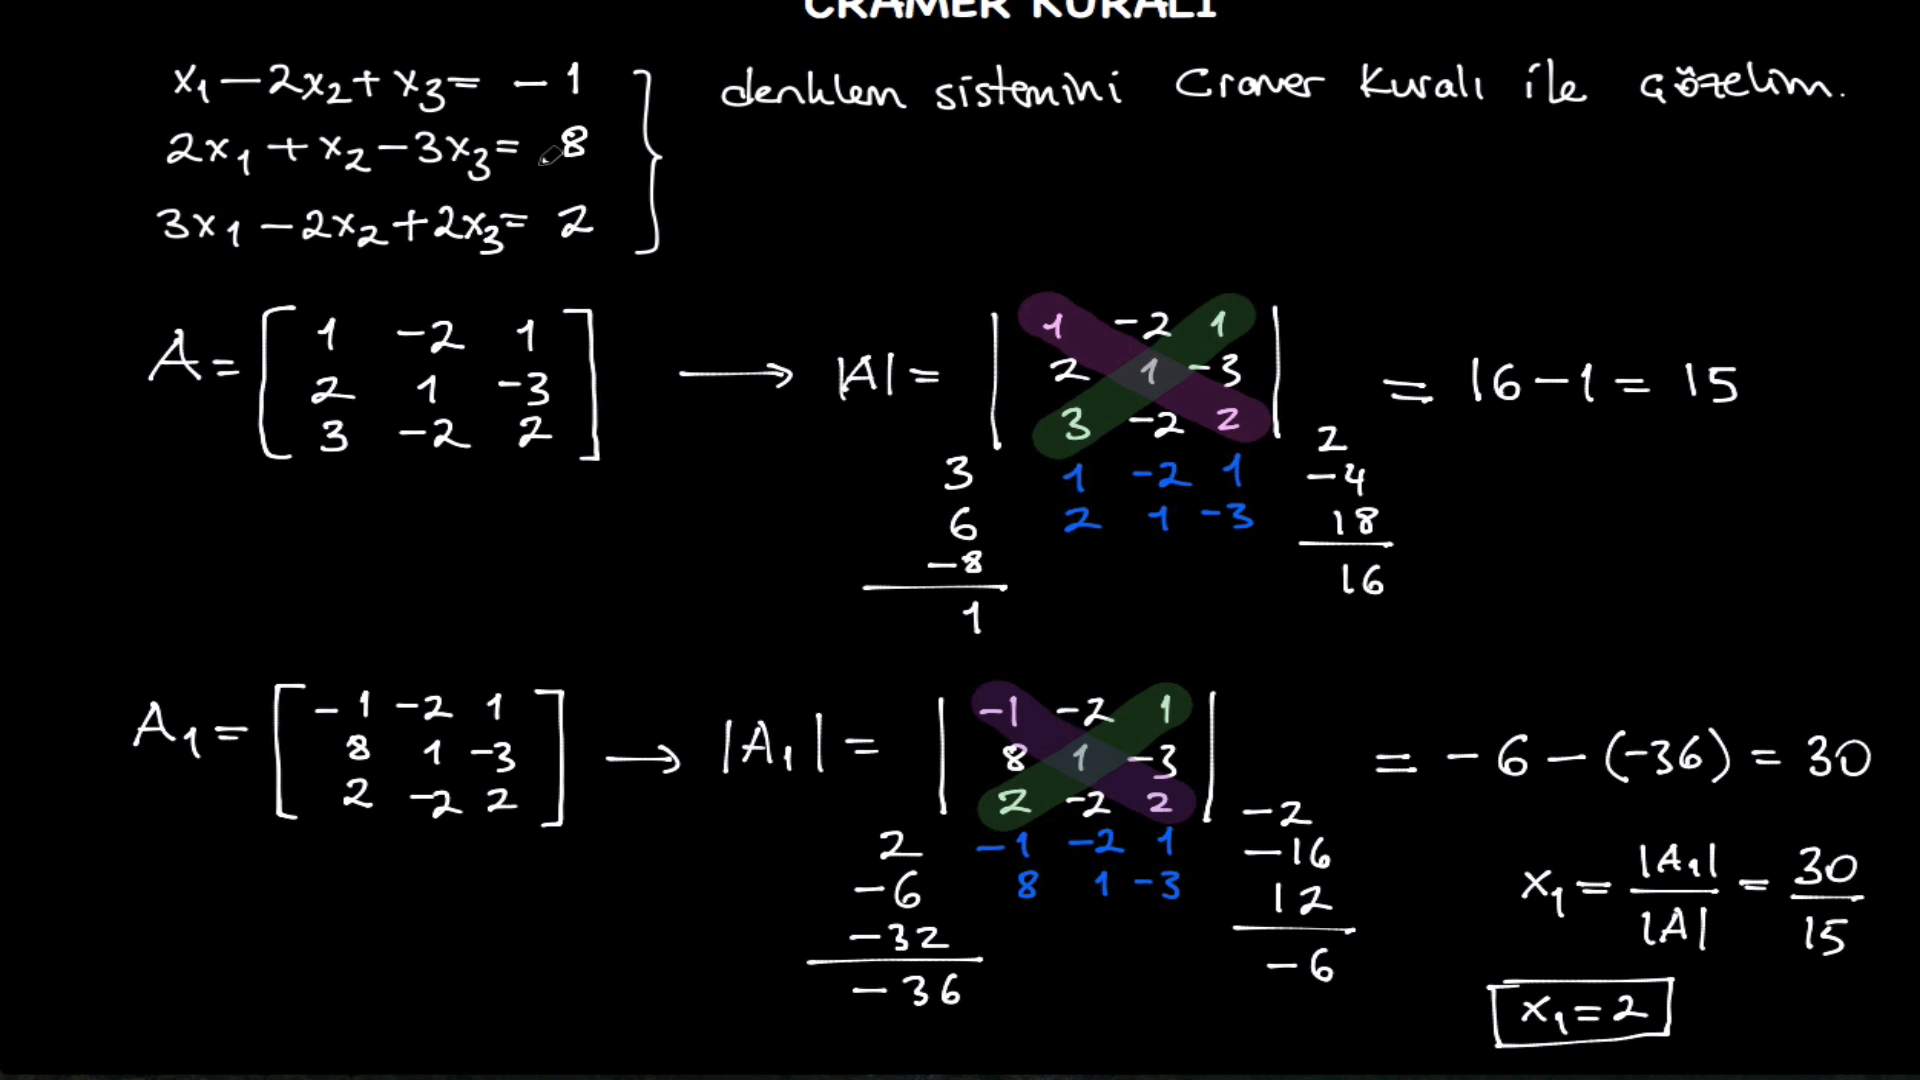 CRAMER KURALI
x₁ − 2x₂ + x₃ = −1
2x₁ + x₂ − 3x₃ = 8
3x₁ − 2x₂ + 2x₃ = 2
denklem sistemini Cramer Kuralı ile çözelim.
A = [ 1 −2 1
2 1 −3
3 −2 2 ]
→ |A| = | 1 −2 1
2 1 −3
3 −2 2 |
1 −2 1
2 1 −3
3
6
−8
1
2
−4
18
16
= 16 − 1 = 15
A₁ = [ −1 −2 1
8 1 −3
2 −2 2 ]
→ |A₁| = | −1 −2 1
8 1 −3
2 −2 2 |
−1 −2 1
8 1 −3
2
−6
−32
−36
−2
−16
12
−6
= −6 − (−36) = 30
x₁ = |A₁| / |A| = 30 / 15
x₁ = 2